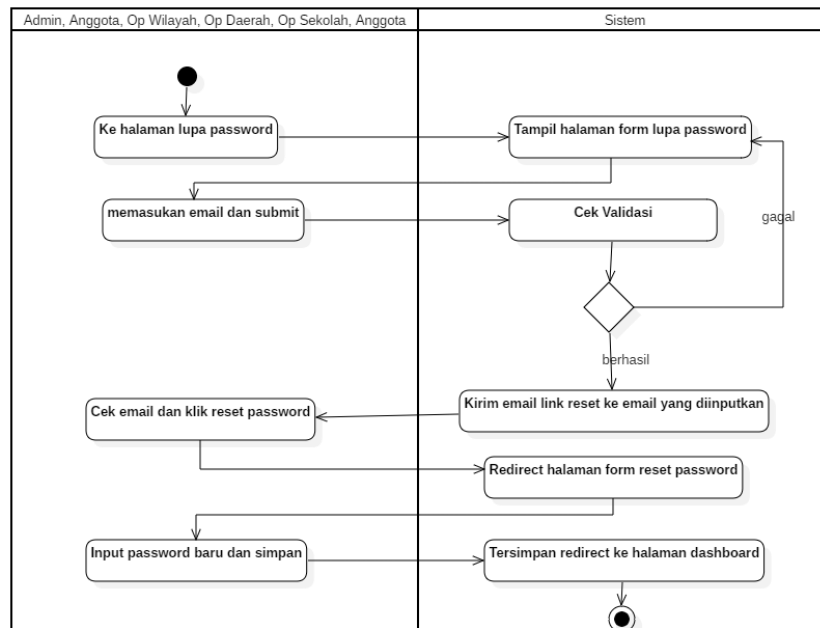 Admin, Anggota, Op Wilayah, Op Daerah, Op Sekolah, Anggota
Sistem
Ke halaman lupa password
Tampil halaman form lupa password
memasukan email dan submit
Cek Validasi
gagal
berhasil
Kirim email link reset ke email yang diinputkan
Cek email dan klik reset password
Redirect halaman form reset password
Input password baru dan simpan
Tersimpan redirect ke halaman dashboard